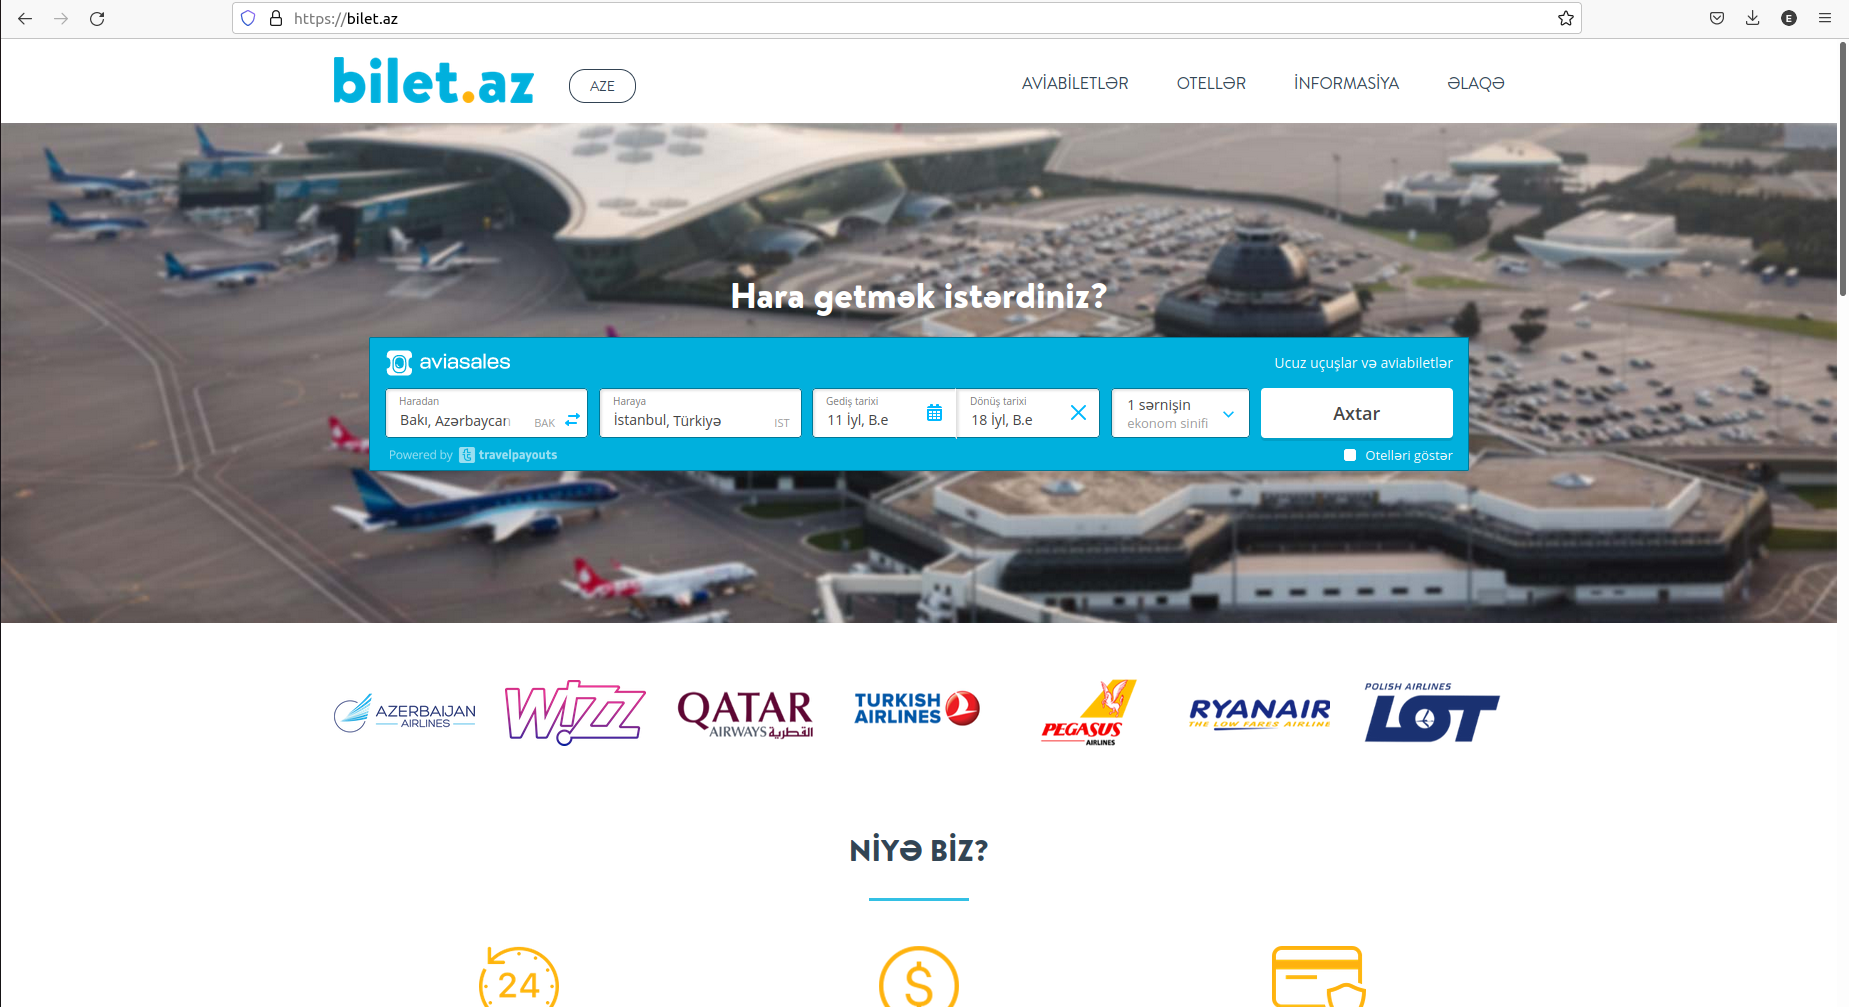 https://bilet.az
E
bilet.az
AZE
AVİABİLETLƏR OTELLƏR İNFORMASİYA ƏLAQƏ
Hara getmək istərdiniz?
aviasales
Ucuz uçuşlar və aviabiletlər
Haradan
Bakı, Azərbaycan BAK
Haraya
İstanbul, Türkiyə IST
Gediş tarixi
11 İyl, B.e
Dönüş tarixi
18 İyl, B.e
1 sərnişin
ekonom sinifi
Axtar
Powered by travelpayouts
Otelləri göstər
AZERBAIJAN
AIRLINES
WIZZ
QATAR
AIRWAYS القطرية
TURKISH
AIRLINES
PEGASUS
AIRLINES
RYANAIR
THE LOW FARES AIRLINE
POLISH AIRLINES
LOT
NİYƏ BİZ?
24
$